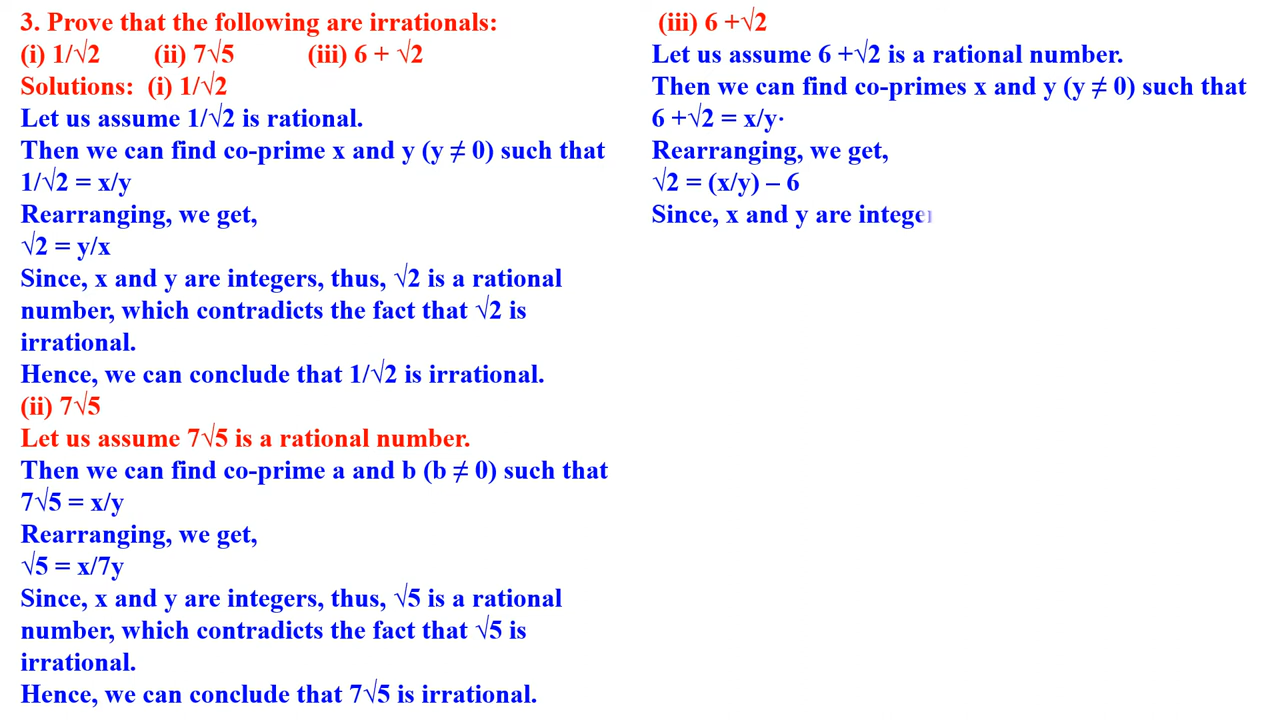 3. Prove that the following are irrationals:
(i) 1/√2 (ii) 7√5 (iii) 6 + √2
Solutions: (i) 1/√2
Let us assume 1/√2 is rational.
Then we can find co-prime x and y (y ≠ 0) such that
1/√2 = x/y
Rearranging, we get,
√2 = y/x
Since, x and y are integers, thus, √2 is a rational
number, which contradicts the fact that √2 is
irrational.
Hence, we can conclude that 1/√2 is irrational.
(ii) 7√5
Let us assume 7√5 is a rational number.
Then we can find co-prime a and b (b ≠ 0) such that
7√5 = x/y
Rearranging, we get,
√5 = x/7y
Since, x and y are integers, thus, √5 is a rational
number, which contradicts the fact that √5 is
irrational.
Hence, we can conclude that 7√5 is irrational.
(iii) 6 +√2
Let us assume 6 +√2 is a rational number.
Then we can find co-primes x and y (y ≠ 0) such that
6 +√2 = x/y·
Rearranging, we get,
√2 = (x/y) – 6
Since, x and y are integer